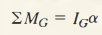 ΣM_G = I_Gα